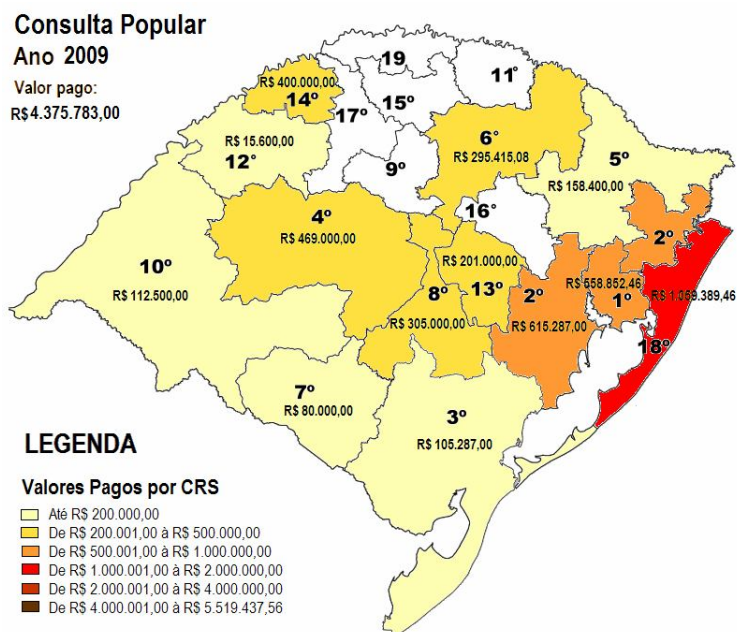 Consulta Popular
Ano 2009
Valor pago:
R$ 4.375.783,00
19
11°
R$ 400.000,00
14º
15º
17º
R$ 15.600,00
12°
6°
R$ 295.415,08
9º
5º
R$ 158.400,00
4º
R$ 469.000,00
16°
2º
10º
R$ 112.500,00
R$ 201.000,00
13º
8º
R$ 305.000,00
2º
R$ 615.287,00
R$ 558.852,46
1º
R$ 1.059.389,46
18º
7º
R$ 80.000,00
3º
R$ 105.287,00
LEGENDA
Valores Pagos por CRS
Até R$ 200.000,00
De R$ 200.001,00 à R$ 500.000,00
De R$ 500.001,00 à R$ 1.000.000,00
De R$ 1.000.001,00 à R$ 2.000.000,00
De R$ 2.000.001,00 à R$ 4.000.000,00
De R$ 4.000.001,00 à R$ 5.519.437,56